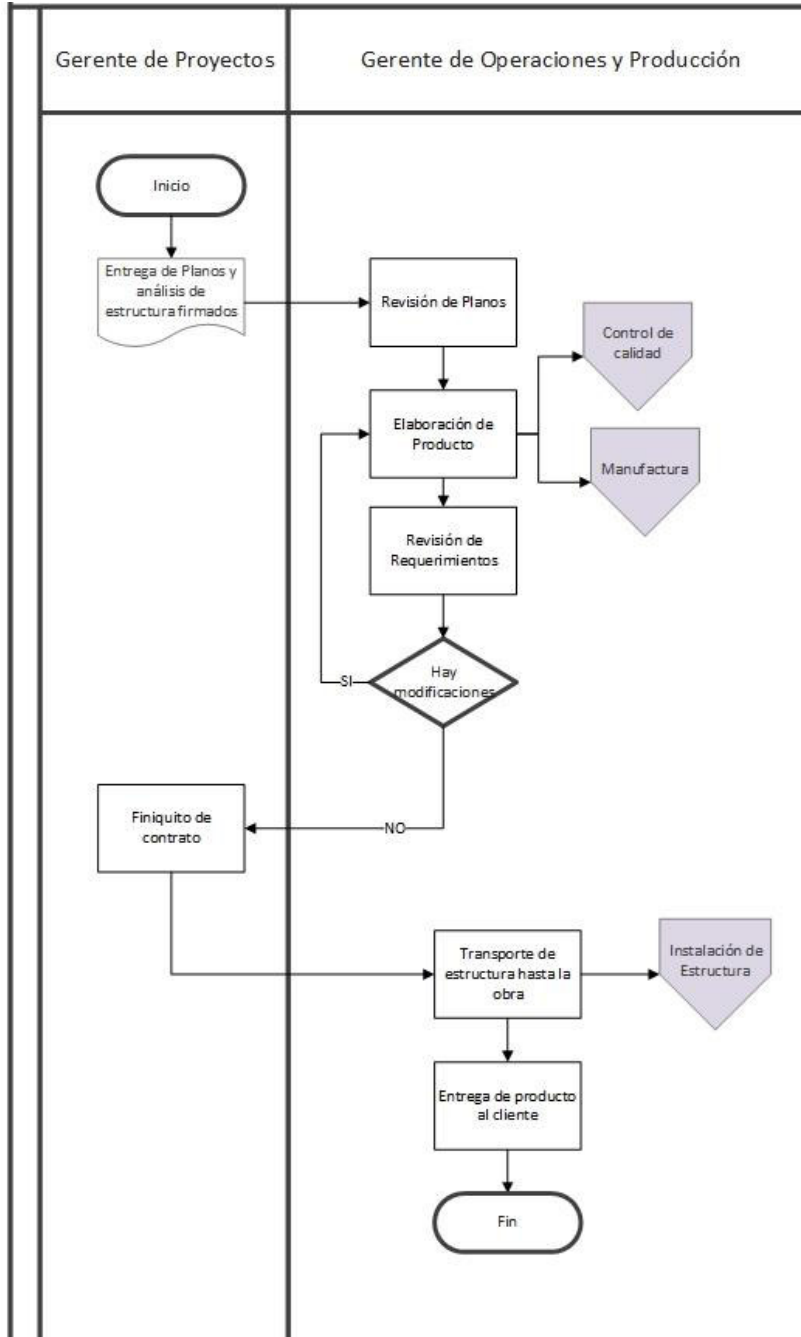 Gerente de Proyectos
Gerente de Operaciones y Producción
Inicio
Entrega de Planos y
análisis de
estructura firmados
Revisión de Planos
Control de
calidad
Elaboración de
Producto
Manufactura
Revisión de
Requerimientos
Hay
modificaciones
SI
NO
Finiquito de
contrato
Transporte de
estructura hasta la
obra
Instalación de
Estructura
Entrega de producto
al cliente
Fin